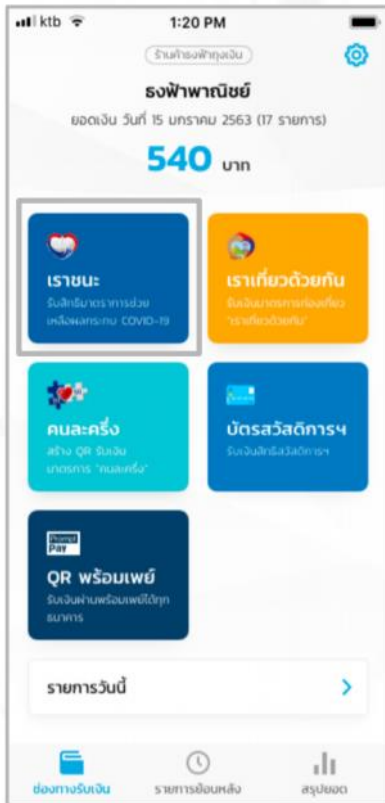 ktb 1:20 PM
ร้านค้าธงฟ้าถุงเงิน
ธงฟ้าพาณิชย์
ยอดเงิน วันที่ 15 มกราคม 2563 (17 รายการ)
540 บาท
เราชนะ
รับสิทธิมาตราการช่วย
เหลือผลกระทบ COVID-19
เราเที่ยวด้วยกัน
รับเงินมาตรการท่องเที่ยว
"เราเที่ยวด้วยกัน"
คนละครึ่ง
สร้าง QR รับเงิน
มาตรการ "คนละครึ่ง"
บัตรสวัสดิการฯ
รับเงินสิทธิสวัสดิการฯ
Prompt
Pay
QR พร้อมเพย์
รับเงินผ่านพร้อมเพย์ได้ทุก
ธนาคาร
รายการวันนี้
ช่องทางรับเงิน
รายการย้อนหลัง
สรุปยอด